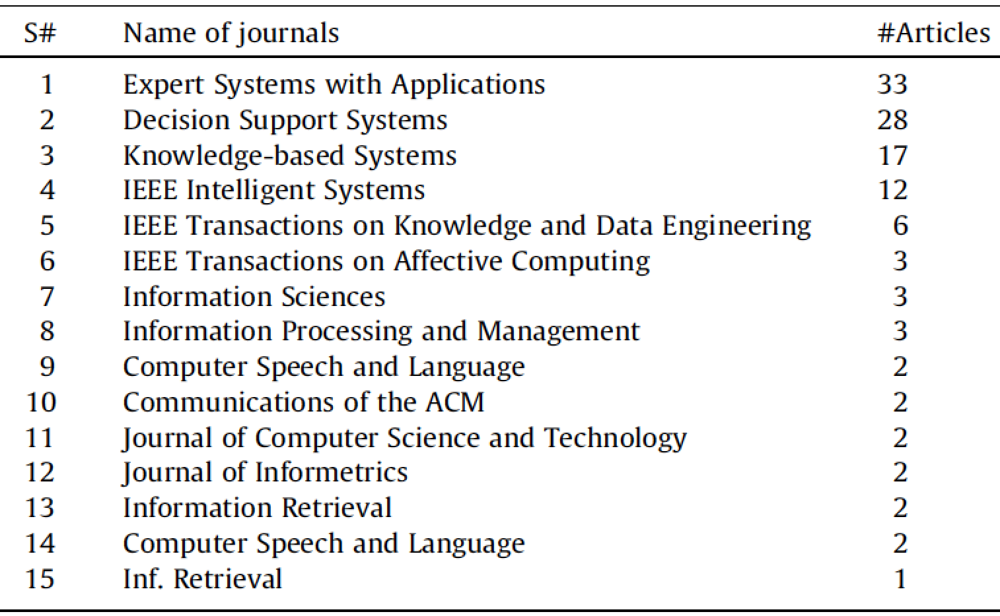 S# Name of journals #Articles
1 Expert Systems with Applications 33
2 Decision Support Systems 28
3 Knowledge-based Systems 17
4 IEEE Intelligent Systems 12
5 IEEE Transactions on Knowledge and Data Engineering 6
6 IEEE Transactions on Affective Computing 3
7 Information Sciences 3
8 Information Processing and Management 3
9 Computer Speech and Language 2
10 Communications of the ACM 2
11 Journal of Computer Science and Technology 2
12 Journal of Informetrics 2
13 Information Retrieval 2
14 Computer Speech and Language 2
15 Inf. Retrieval 1